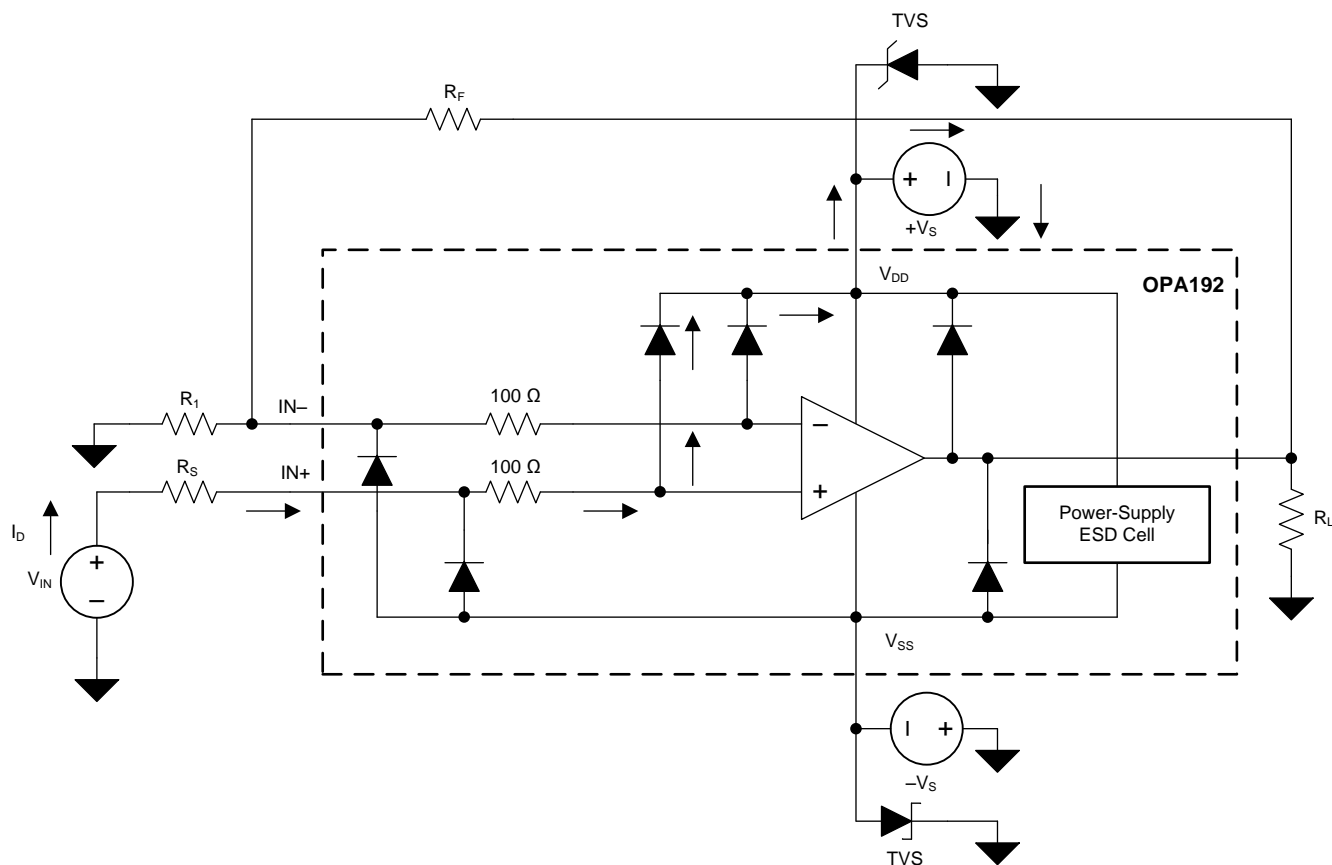 TVS
R_F
+ –
+V_S
V_DD
OPA192
R_1
IN–
100 Ω
–
R_S
IN+
100 Ω
+
Power-Supply
ESD Cell
R_L
I_D
+
V_IN
–
V_SS
– +
–V_S
TVS